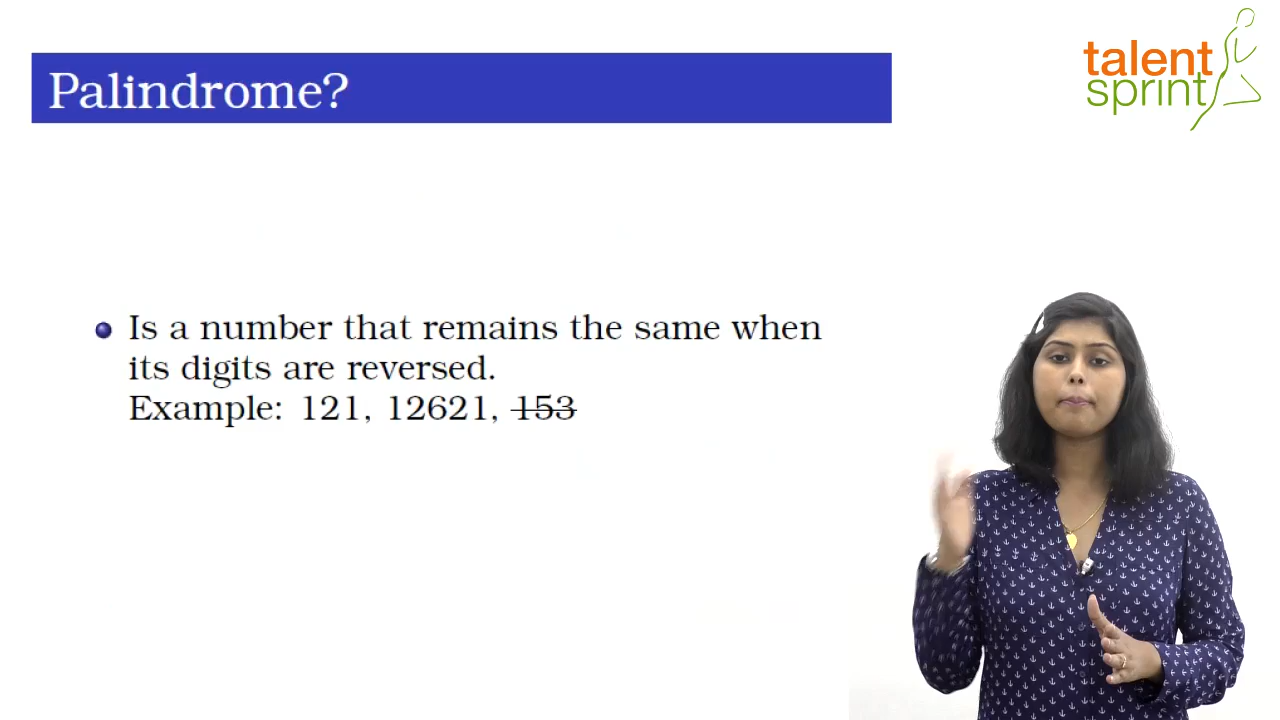 Palindrome?
talent
sprint
Is a number that remains the same when
its digits are reversed.
Example: 121, 12621, 153